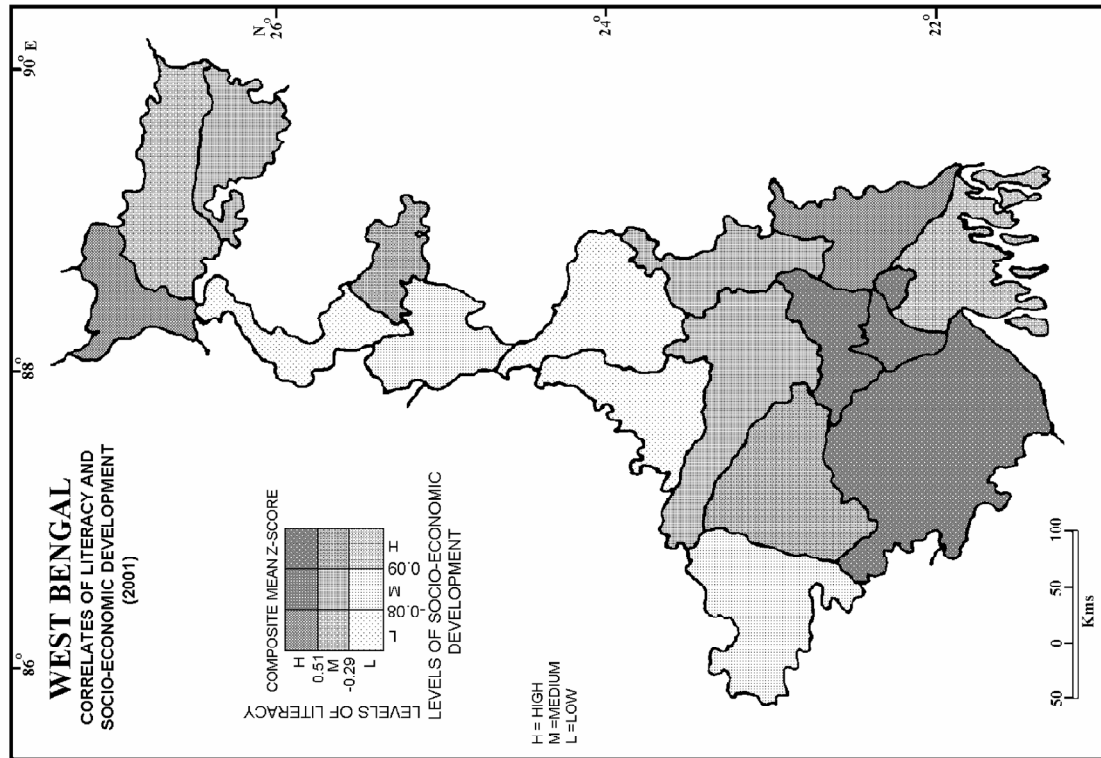 WEST BENGAL
CORRELATES OF LITERACY AND
SOCIO-ECONOMIC DEVELOPMENT
(2001)
86°
88°
90° E
N
26°
24°
22°
COMPOSITE MEAN Z-SCORE
LEVELS OF LITERACY
H
0.51
M
-0.29
L
L
-0.08
M
0.09
H
LEVELS OF SOCIO-ECONOMIC
DEVELOPMENT
H = HIGH
M =MEDIUM
L =LOW
50 0 50 100
Kms